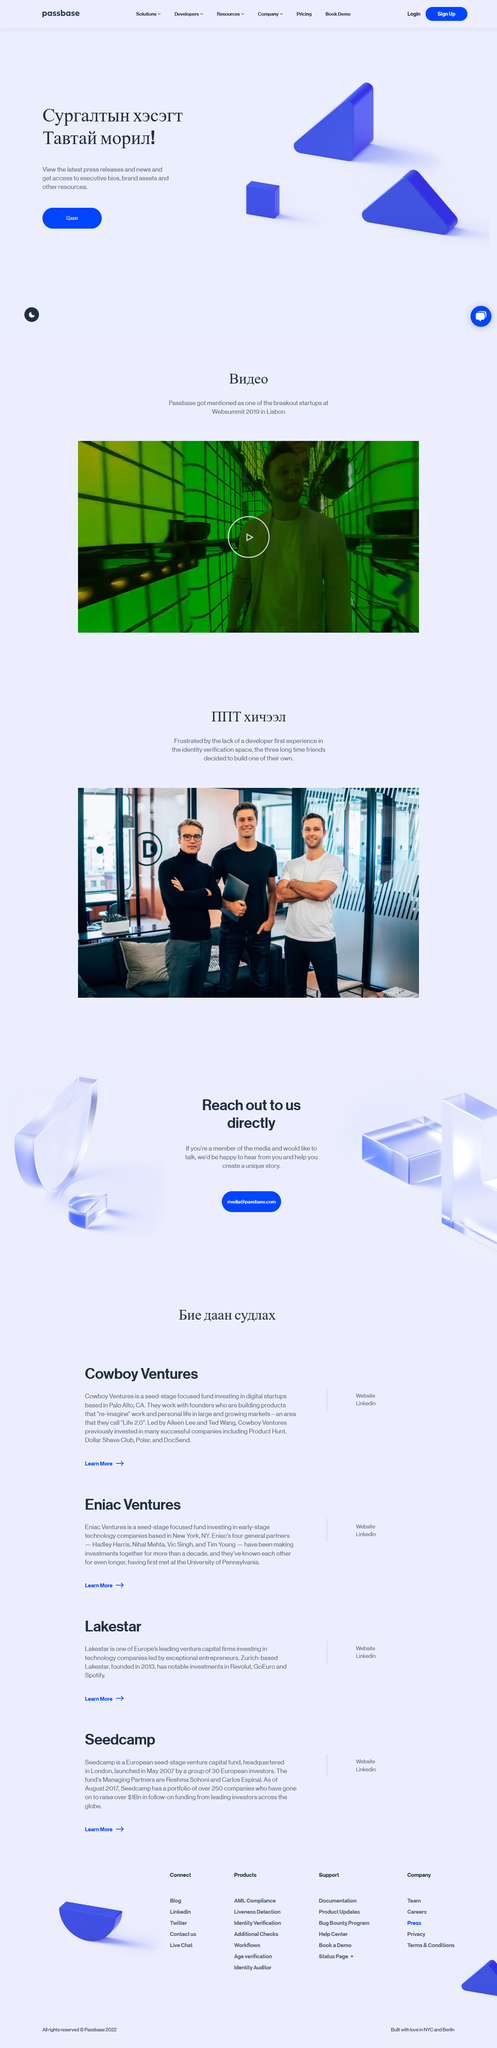 passbase
Solutions
Developers
Resources
Company
Pricing
Book Demo
Login
Sign Up
Сургалтын хэсэгт
Тавтай морил!
View the latest press releases and news and
get access to executive bios, brand assets and
other resources.
Видео
Passbase got mentioned as one of the breakout startups at
Websummit 2019 in Lisbon
ППТ хичээл
Frustrated by the lack of a developer first experience in
the identity verification space, the three long time friends
decided to build one of their own.
D
Reach out to us
directly
If you're a member of the media and would like to
talk, we'd be happy to hear from you and help you
create a unique story.
media@passbase.com
Бие даан судлах
Cowboy Ventures
Cowboy Ventures is a seed-stage focused fund investing in digital startups
based in Palo Alto, CA. They work with founders who are building products
that "re-imagine" work and personal life in large and growing markets – an area
that they call "Life 2.0". Led by Aileen Lee and Ted Wang, Cowboy Ventures
previously invested in many successful companies including Product Hunt,
Dollar Shave Club, Polar, and DocSend.
Website
Linkedin
Learn More
Eniac Ventures
Eniac Ventures is a seed-stage focused fund investing in early-stage
technology companies based in New York, NY. Eniac's four general partners
— Hadley Harris, Nihal Mehta, Vic Singh, and Tim Young — have been making
investments together for more than a decade, and they've known each other
for even longer, having first met at the University of Pennsylvania.
Website
Linkedin
Learn More
Lakestar
Lakestar is one of Europe's leading venture capital firms investing in
technology companies led by exceptional entrepreneurs. Zurich-based
Lakestar, founded in 2013, has notable investments in Revolut, GoEuro and
Spotify.
Website
Linkedin
Learn More
Seedcamp
Seedcamp is a European seed-stage venture capital fund, headquartered
in London, launched in May 2007 by a group of 30 European investors. The
fund's Managing Partners are Reshma Sohoni and Carlos Espinal. As of
August 2017, Seedcamp has a portfolio of over 250 companies who have gone
on to raise over $1Bn in follow-on funding from leading investors across the
globe.
Website
Linkedin
Learn More
Connect
Blog
Linkedin
Twitter
Contact us
Live Chat
Products
AML Compliance
Liveness Detection
Identity Verification
Additional Checks
Workflows
Age verification
Identity Auditor
Support
Documentation
Product Updates
Bug Bounty Program
Help Center
Book a Demo
Status Page
Company
Team
Careers
Press
Privacy
Terms & Conditions
All rights reserved © Passbase 2022
Built with love in NYC and Berlin